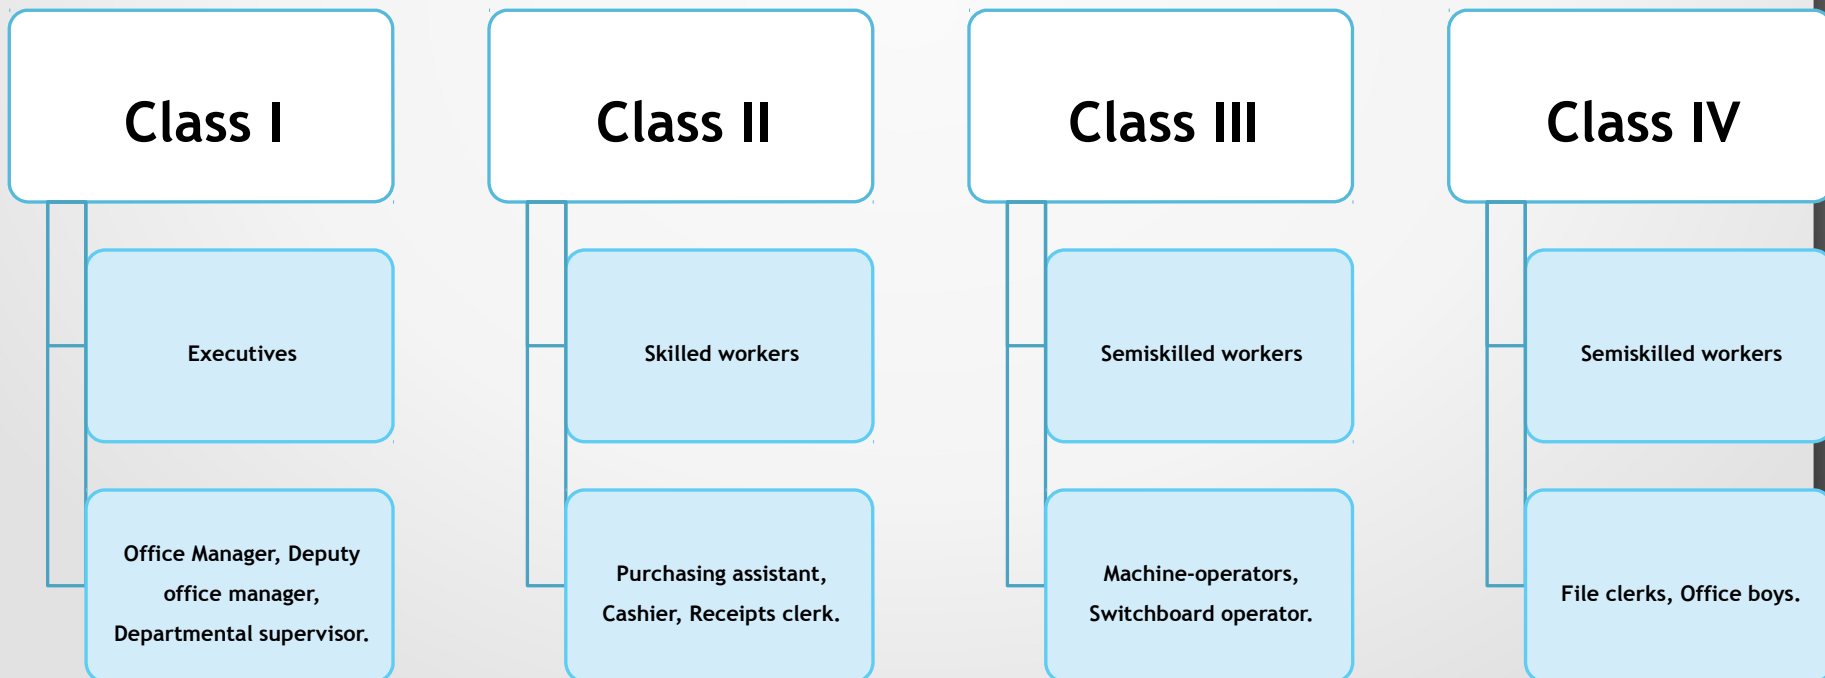 Class I
Executives
Office Manager, Deputy
office manager,
Departmental supervisor.
Class II
Skilled workers
Purchasing assistant,
Cashier, Receipts clerk.
Class III
Semiskilled workers
Machine-operators,
Switchboard operator.
Class IV
Semiskilled workers
File clerks, Office boys.